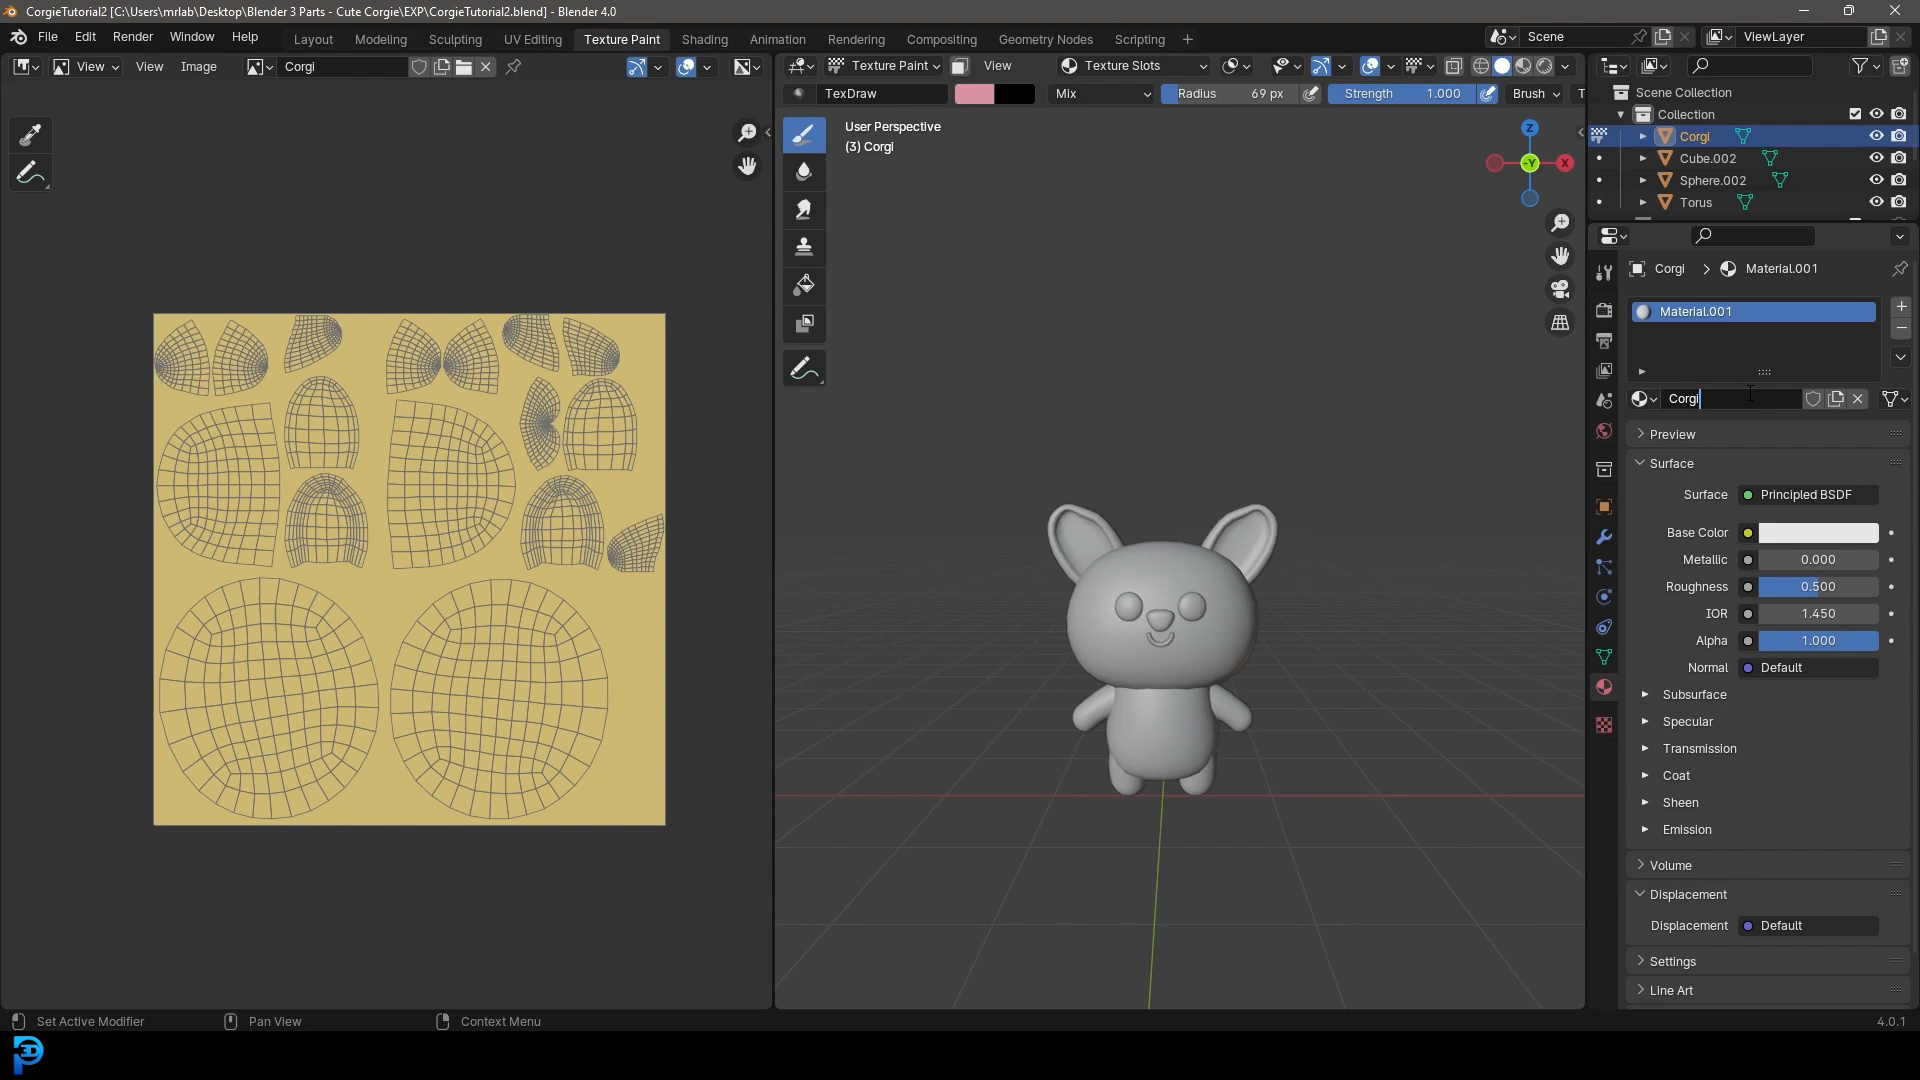 CorgieTutorial2 [C:\Users\mrlab\Desktop\Blender 3 Parts - Cute Corgie\EXP\CorgieTutorial2.blend] - Blender 4.0
File Edit Render Window Help Layout Modeling Sculpting UV Editing Texture Paint Shading Animation Rendering Compositing Geometry Nodes Scripting + Scene ViewLayer
View View Image Corgi Texture Paint View Texture Slots
TexDraw Mix Radius 69 px Strength 1.000 Brush T
User Perspective
(3) Corgi
Z
-Y
X
Scene Collection
Collection
Corgi
Cube.002
Sphere.002
Torus
Corgi > Material.001
Material.001
Corgi
Preview
Surface
Surface Principled BSDF
Base Color
Metallic 0.000
Roughness 0.500
IOR 1.450
Alpha 1.000
Normal Default
Subsurface
Specular
Transmission
Coat
Sheen
Emission
Volume
Displacement
Displacement Default
Settings
Line Art
Set Active Modifier Pan View Context Menu 4.0.1
3D